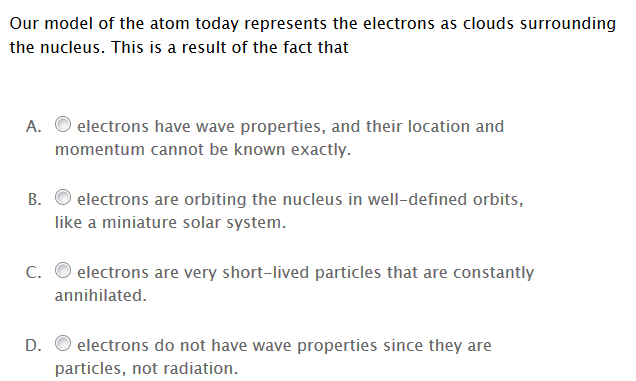 Our model of the atom today represents the electrons as clouds surrounding
the nucleus. This is a result of the fact that
A. electrons have wave properties, and their location and
momentum cannot be known exactly.
B. electrons are orbiting the nucleus in well-defined orbits,
like a miniature solar system.
C. electrons are very short-lived particles that are constantly
annihilated.
D. electrons do not have wave properties since they are
particles, not radiation.